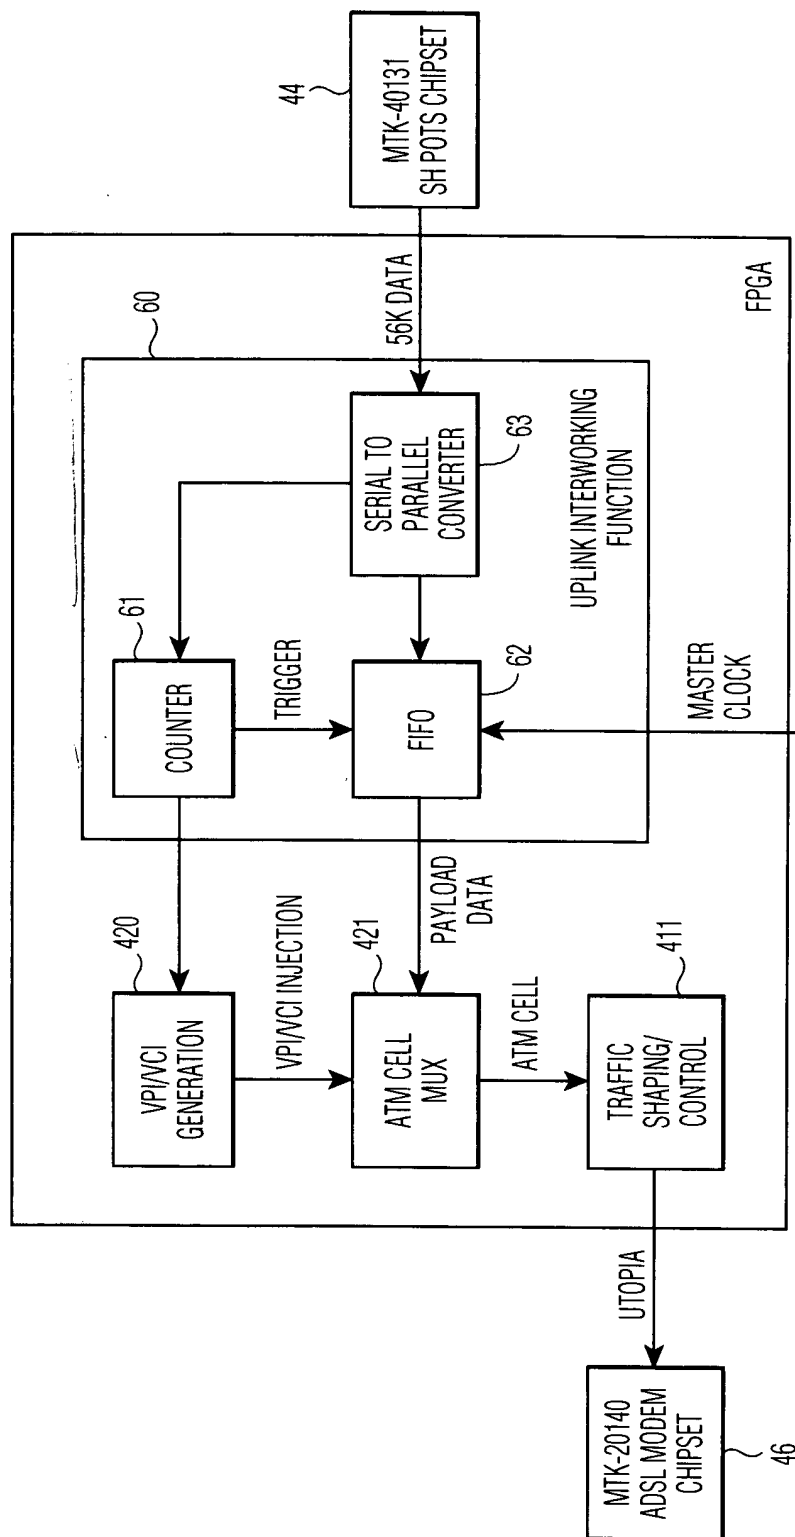 MTK-40131
SH POTS CHIPSET
44
56K DATA
FPGA
60
SERIAL TO
PARALLEL
CONVERTER
63
UPLINK INTERWORKING
FUNCTION
61
COUNTER
TRIGGER
FIFO
62
MASTER
CLOCK
420
VPI/VCI
GENERATION
VPI/VCI INJECTION
421
ATM CELL
MUX
PAYLOAD
DATA
ATM CELL
411
TRAFFIC
SHAPING/
CONTROL
UTOPIA
MTK-20140
ADSL MODEM
CHIPSET
46